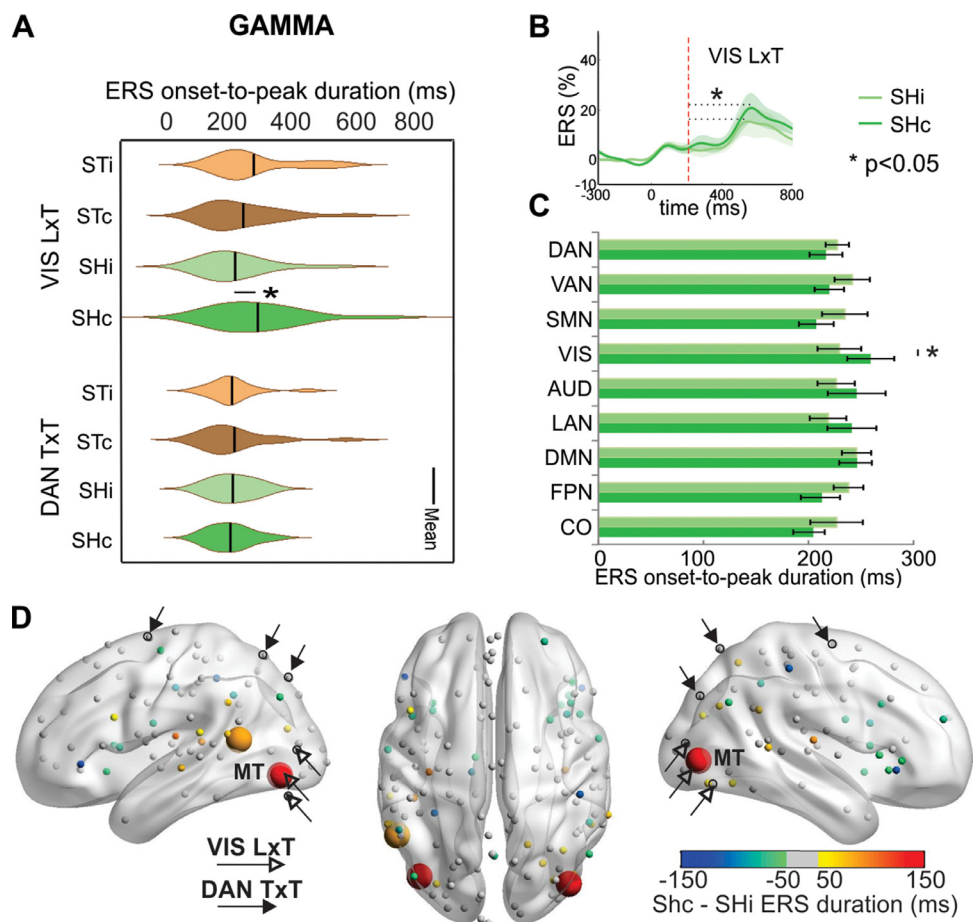 A
GAMMA
ERS onset-to-peak duration (ms)
0 200 400 600 800
VIS LxT
STi
STc
SHi
*
SHc
DAN TxT
STi
STc
SHi
SHc
Mean
B
VIS LxT
ERS (%)
40
20
0
-10
*
-300 0 400 800
time (ms)
SHi
SHc
* p<0.05
C
DAN
VAN
SMN
VIS
*
AUD
LAN
DMN
FPN
CO
0 100 200 300
ERS onset-to-peak duration (ms)
D
MT
MT
VIS LxT
DAN TxT
-150 -50 50 150
Shc - SHi ERS duration (ms)